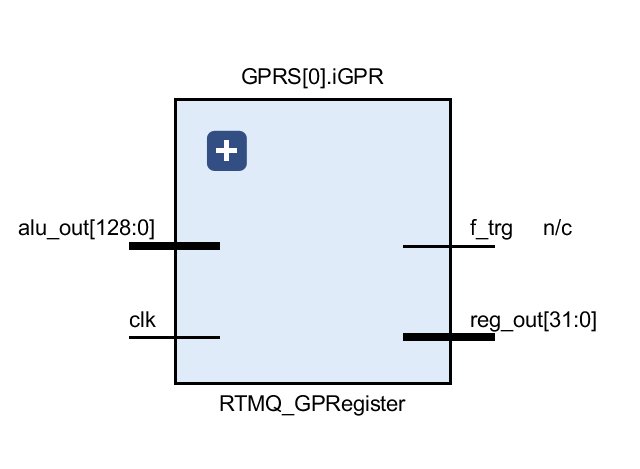 GPRS[0].iGPR
alu_out[128:0]
f_trg n/c
clk
reg_out[31:0]
RTMQ_GPRegister